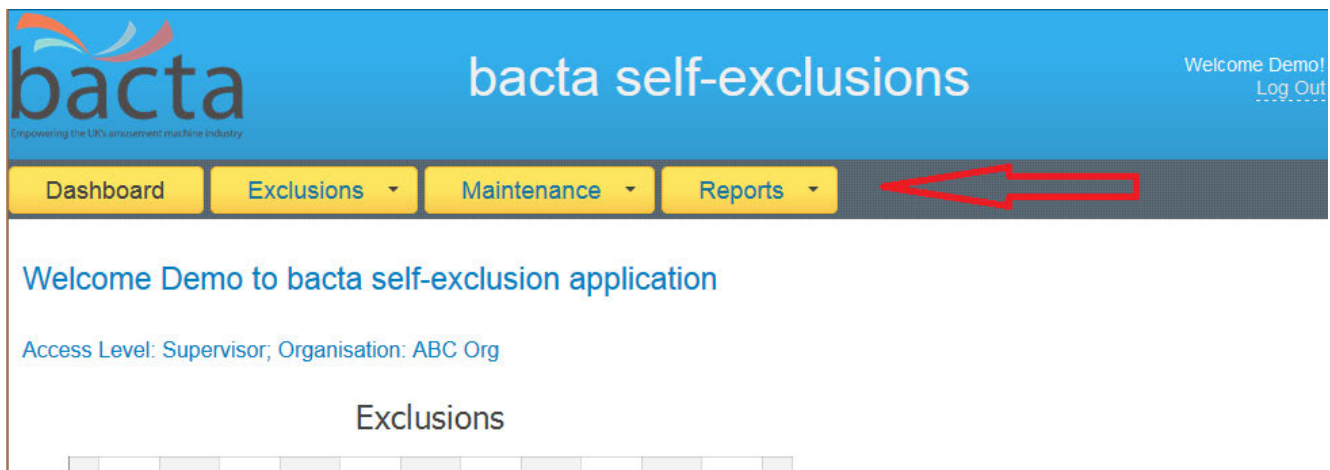 bacta
Empowering the UK's amusement machine industry
bacta self-exclusions
Welcome Demo!
Log Out
Dashboard
Exclusions
Maintenance
Reports
Welcome Demo to bacta self-exclusion application
Access Level: Supervisor; Organisation: ABC Org
Exclusions